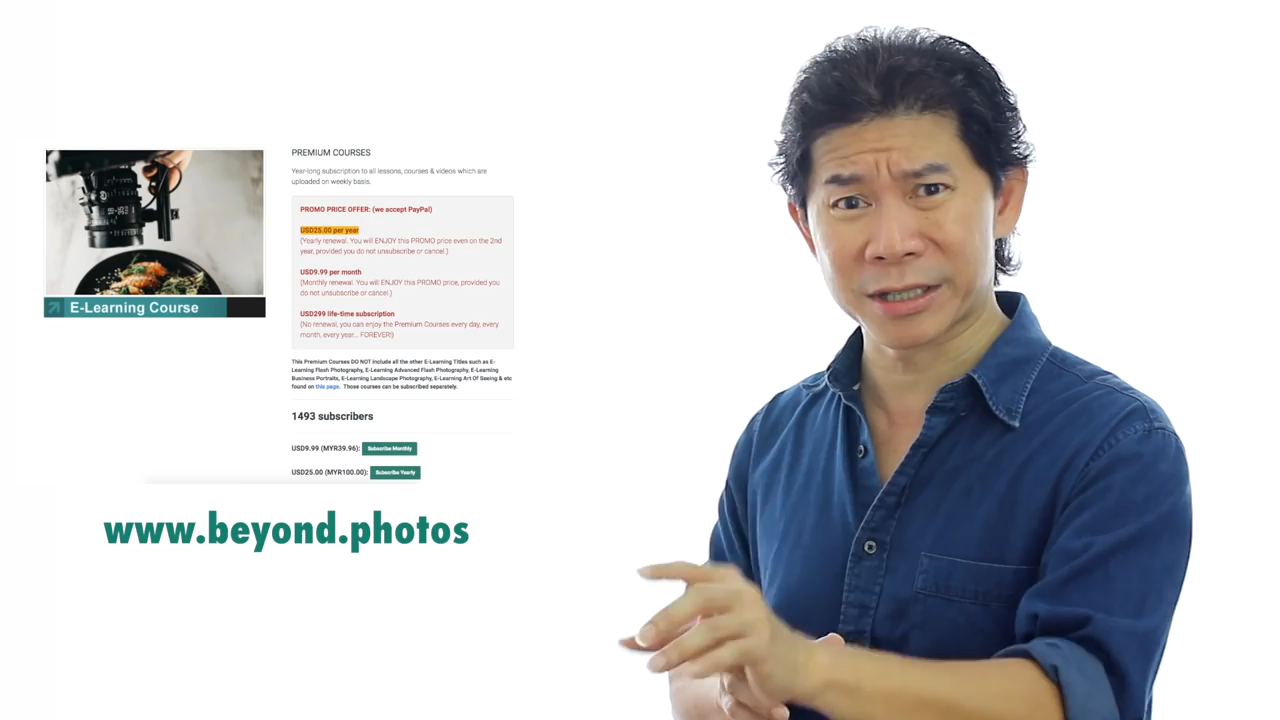 PREMIUM COURSES
Year-long subscription to all lessons, courses & videos which are
uploaded on weekly basis.
PROMO PRICE OFFER: (we accept PayPal)
USD25.00 per year
(Yearly renewal. You will ENJOY this PROMO price even on the 2nd
year, provided you do not unsubscribe or cancel.)
USD9.99 per month
(Monthly renewal. You will ENJOY this PROMO price, provided you
do not unsubscribe or cancel.)
USD299 life-time subscription
(No renewal, you can enjoy the Premium Courses every day, every
month, every year... FOREVER!)
E-Learning Course
This Premium Courses DO NOT include all the other E-Learning Titles such as E-
Learning Flash Photography, E-Learning Advanced Flash Photography, E-Learning
Business Portraits, E-Learning Landscape Photography, E-Learning Art Of Seeing & etc
found on this page. Those courses can be subscribed separately.
1493 subscribers
USD9.99 (MYR39.96): Subscribe Monthly
USD25.00 (MYR100.00): Subscribe Yearly
www.beyond.photos